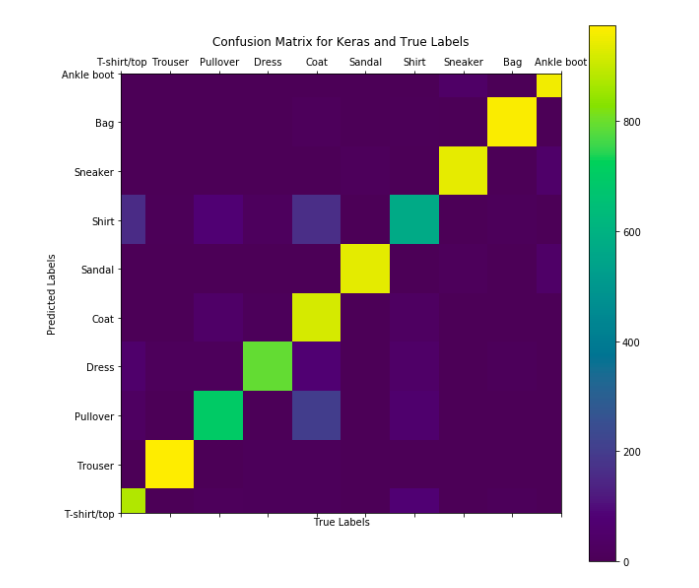 Confusion Matrix for Keras and True Labels
T-shirt/top Trouser Pullover Dress Coat Sandal Shirt Sneaker Bag Ankle boot
Ankle boot
Bag
Sneaker
Shirt
Sandal
Coat
Dress
Pullover
Trouser
T-shirt/top
Predicted Labels
True Labels
800
600
400
200
0